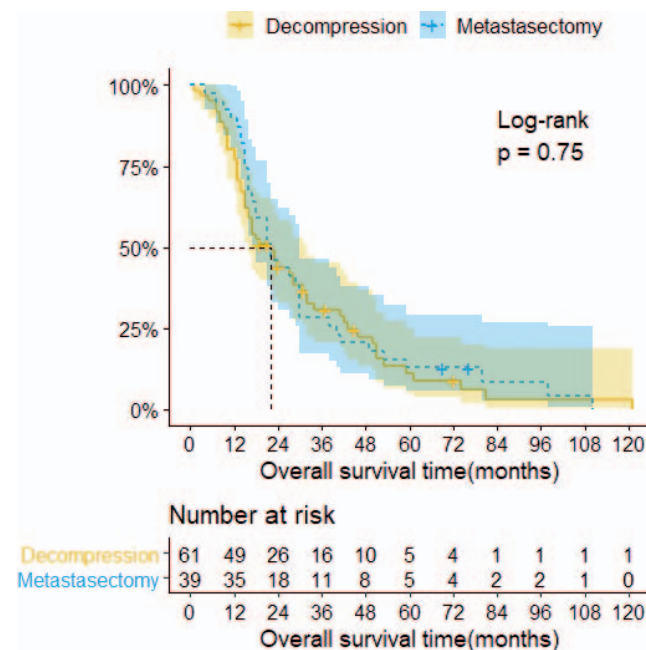 Decompression Metastasectomy
100%
75%
50%
25%
0%
Log-rank
p = 0.75
0 12 24 36 48 60 72 84 96 108 120
Overall survival time(months)
Number at risk
Decompression 61 49 26 16 10 5 4 1 1 1 1
Metastasectomy 39 35 18 11 8 5 4 2 2 1 0
0 12 24 36 48 60 72 84 96 108 120
Overall survival time(months)